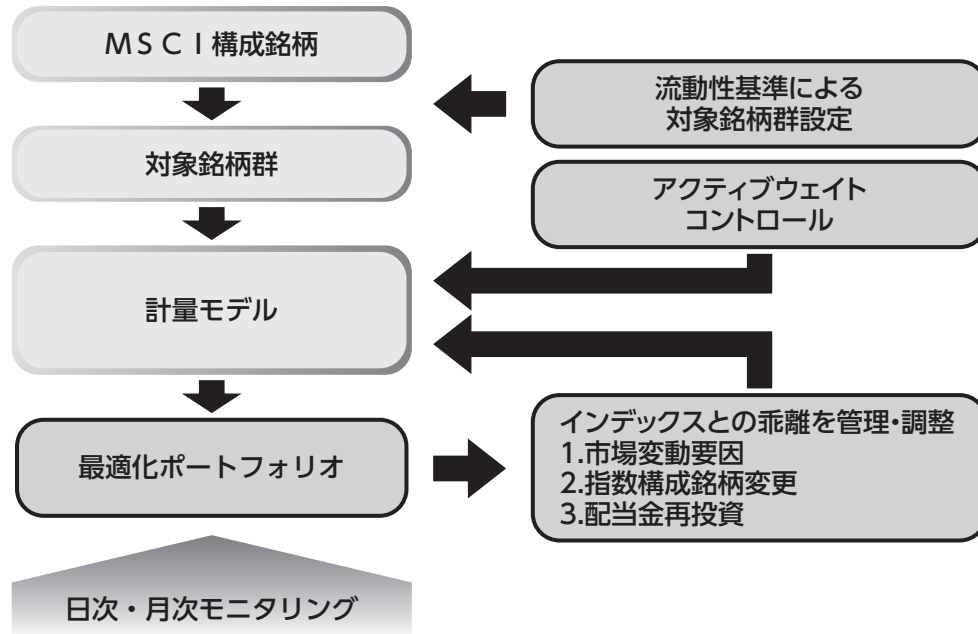 MSCI構成銘柄
流動性基準による
対象銘柄群設定
対象銘柄群
アクティブウェイト
コントロール
計量モデル
最適化ポートフォリオ
インデックスとの乖離を管理・調整
1.市場変動要因
2.指数構成銘柄変更
3.配当金再投資
日次・月次モニタリング